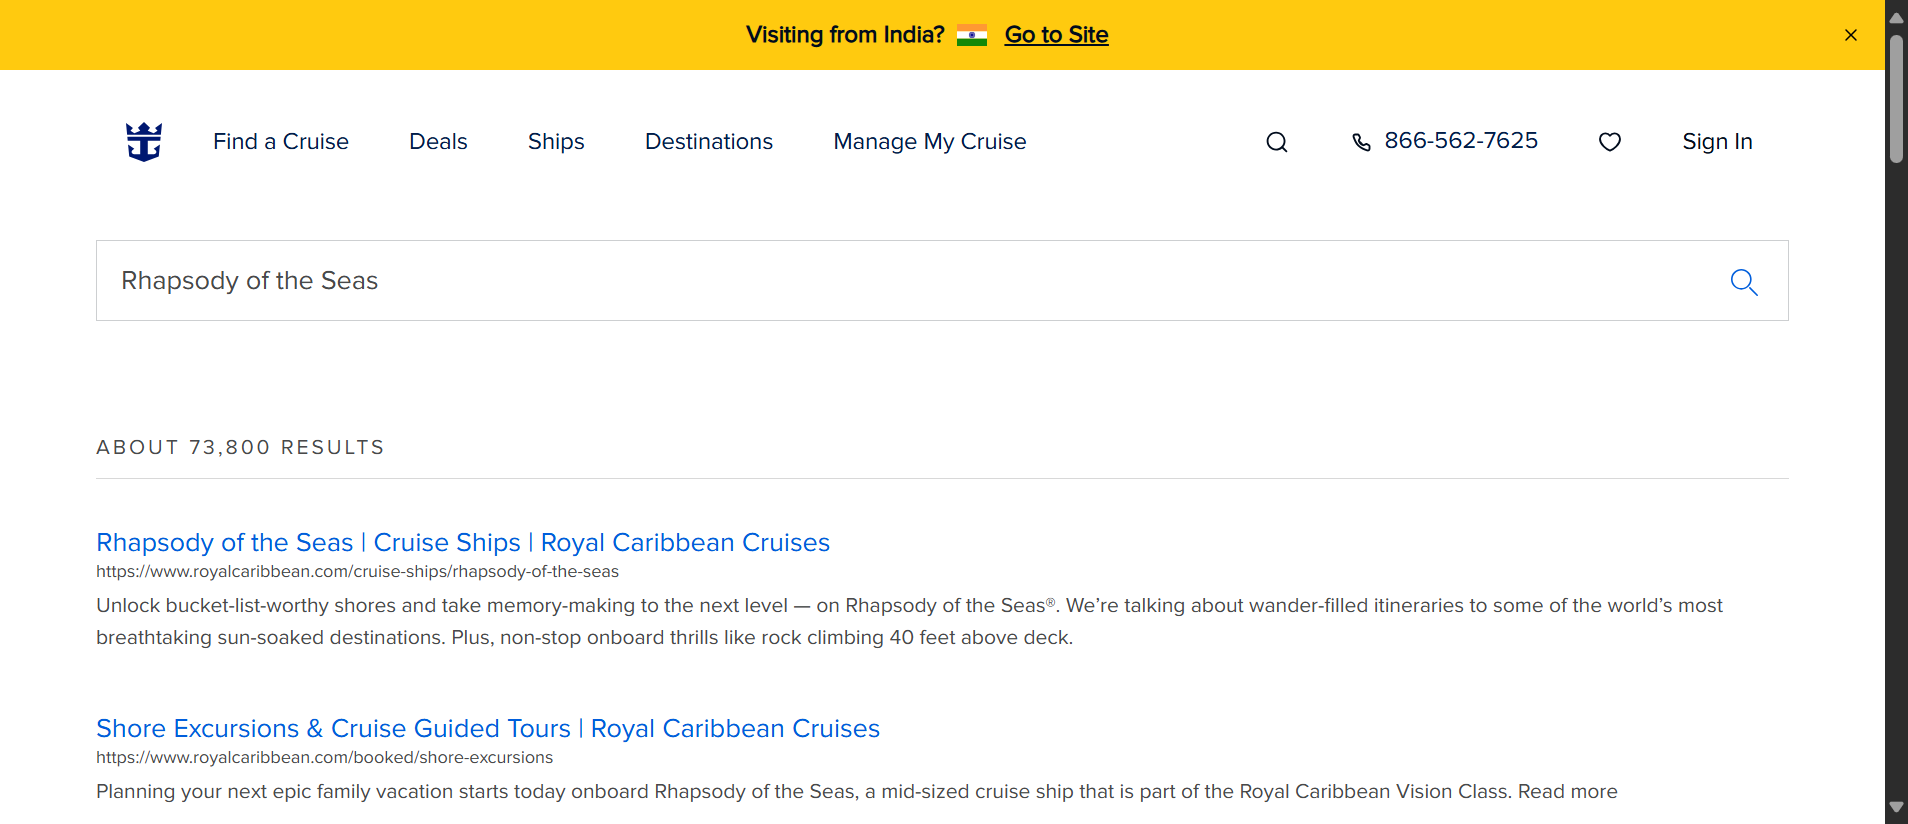 Visiting from India? Go to Site
Find a Cruise Deals Ships Destinations Manage My Cruise 866-562-7625 Sign In
Rhapsody of the Seas
ABOUT 73,800 RESULTS
Rhapsody of the Seas | Cruise Ships | Royal Caribbean Cruises
https://www.royalcaribbean.com/cruise-ships/rhapsody-of-the-seas
Unlock bucket-list-worthy shores and take memory-making to the next level — on Rhapsody of the Seas®. We’re talking about wander-filled itineraries to some of the world’s most
breathtaking sun-soaked destinations. Plus, non-stop onboard thrills like rock climbing 40 feet above deck.
Shore Excursions & Cruise Guided Tours | Royal Caribbean Cruises
https://www.royalcaribbean.com/booked/shore-excursions
Planning your next epic family vacation starts today onboard Rhapsody of the Seas, a mid-sized cruise ship that is part of the Royal Caribbean Vision Class. Read more